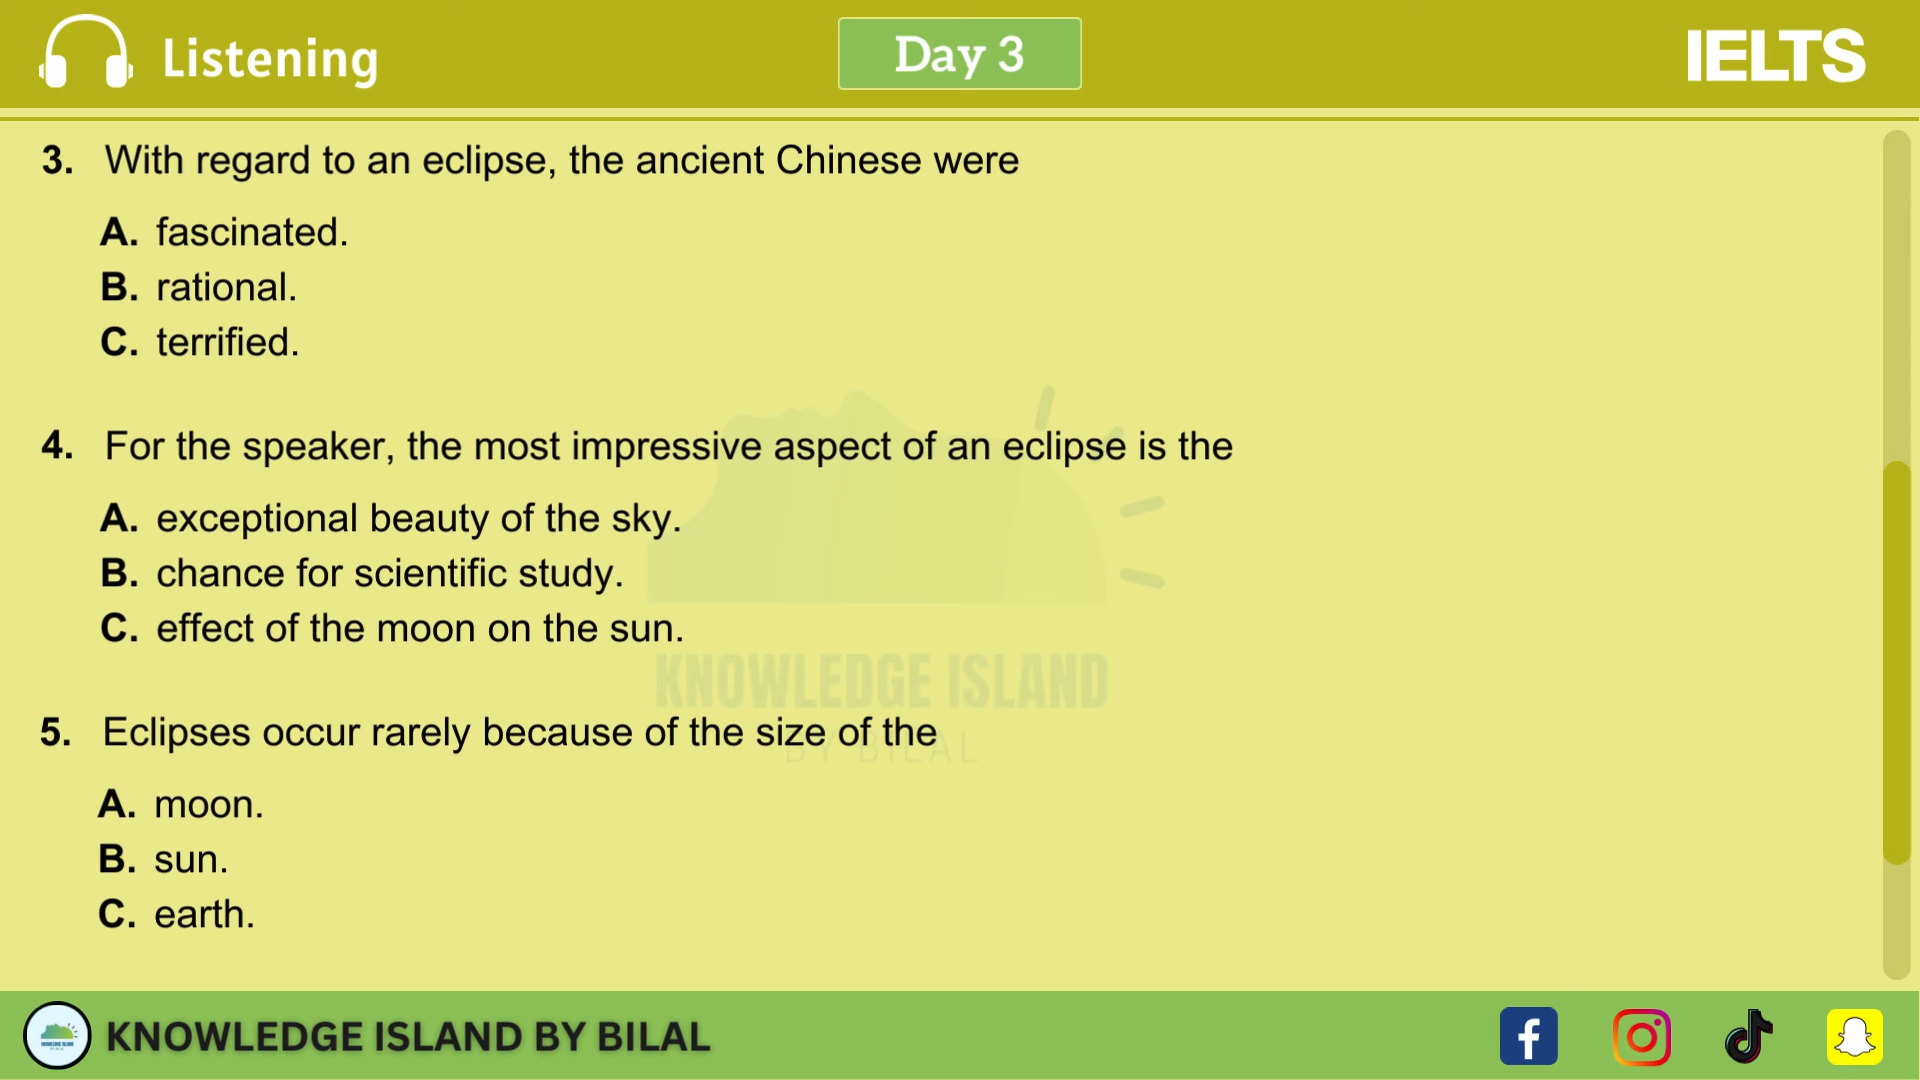 Listening
Day 3
IELTS
3. With regard to an eclipse, the ancient Chinese were
A. fascinated.
B. rational.
C. terrified.
4. For the speaker, the most impressive aspect of an eclipse is the
A. exceptional beauty of the sky.
B. chance for scientific study.
C. effect of the moon on the sun.
KNOWLEDGE ISLAND
BY BILAL
5. Eclipses occur rarely because of the size of the
A. moon.
B. sun.
C. earth.
KNOWLEDGE ISLAND BY BILAL